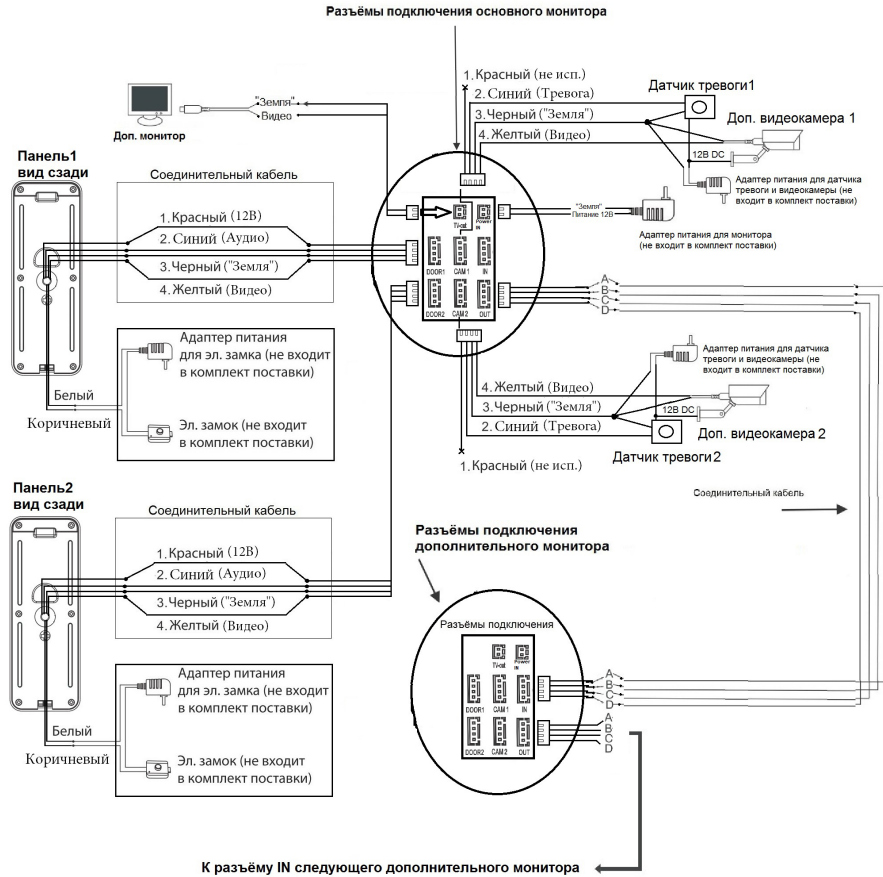 Разъёмы подключения основного монитора
1.Красный (не исп.)
2. Синий (Тревога)
3.Черный ("Земля")
4.Желтый (Видео)
Датчик тревоги1
Доп. видеокамера 1
12В DC
Адаптер питания для датчика
тревоги и видеокамеры (не
входит в комплект поставки)
"Земля"
Видео
Доп. монитор
Панель1
вид сзади
Соединительный кабель
1.Красный (12В)
2. Синий (Аудио)
3.Черный ("Земля")
4.Желтый (Видео)
"Земля"
Питание 12В
Адаптер питания для монитора
(не входит в комплект поставки)
TV-out
Power
IN
DOOR1
CAM 1
IN
DOOR2
CAM 2
OUT
A
B
C
D
Адаптер питания
для эл. замка (не входит
в комплект поставки)
Белый
Коричневый
Эл. замок (не входит
в комплект поставки)
Адаптер питания для датчика
тревоги и видеокамеры (не
входит в комплект поставки)
4.Желтый (Видео)
3.Черный ("Земля")
2. Синий (Тревога)
1.Красный (не исп.)
12В DC
Доп. видеокамера 2
Датчик тревоги2
Соединительный кабель
Панель2
вид сзади
Соединительный кабель
1.Красный (12В)
2. Синий (Аудио)
3.Черный ("Земля")
4.Желтый (Видео)
Разъёмы подключения
дополнительного монитора
Разъёмы подключения
TV-out
Power
IN
DOOR1
CAM 1
IN
DOOR2
CAM 2
OUT
A
B
C
D
A
B
C
D
Адаптер питания
для эл. замка (не входит
в комплект поставки)
Белый
Коричневый
Эл. замок (не входит
в комплект поставки)
К разъёму IN следующего дополнительного монитора